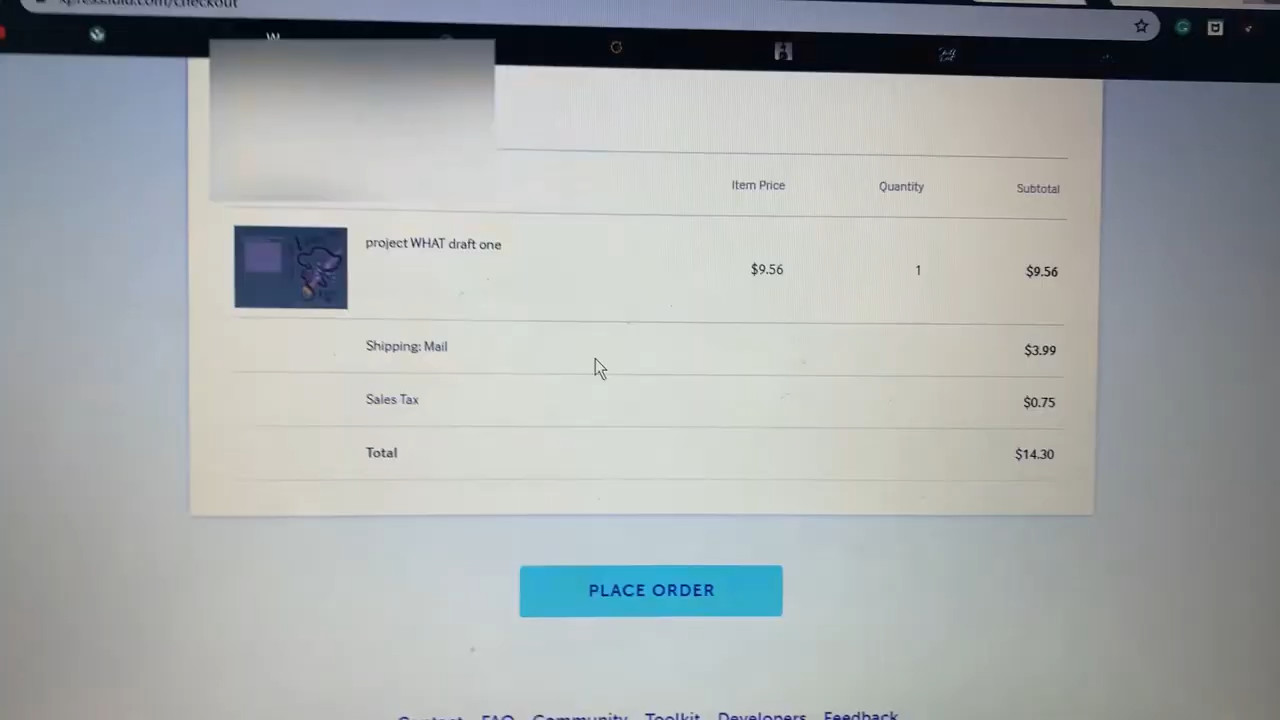 Item Price Quantity Subtotal
project WHAT draft one
$9.56 1 $9.56
Shipping: Mail $3.99
Sales Tax $0.75
Total $14.30
PLACE ORDER
Contact FAQ Community Toolkit Developers Feedback